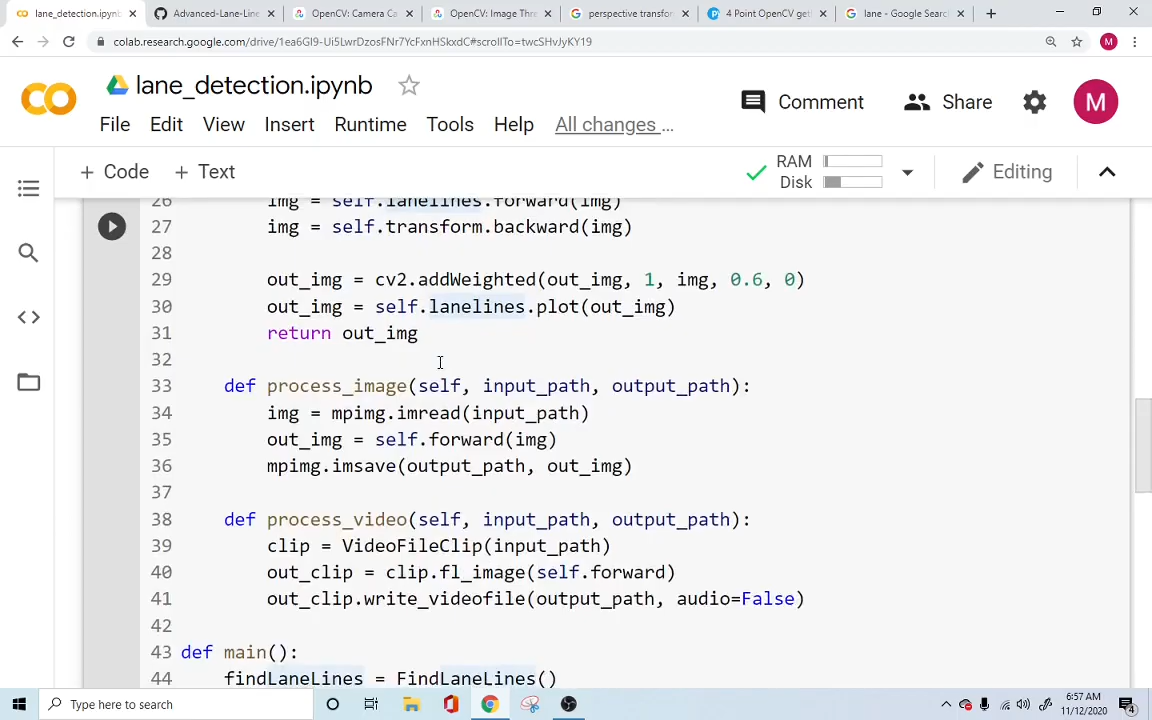 lane_detection.ipynb
Advanced-Lane-Lin
OpenCV: Camera Ca
OpenCV: Image Thre
perspective transfor
4 Point OpenCV get
lane - Google Searc
colab.research.google.com/drive/1ea6GI9-Ui5LwrDzosFNr7YcFxnHSkxdC#scrollTo=twcSHvJyKY19
M
lane_detection.ipynb
Comment
Share
M
File Edit View Insert Runtime Tools Help All changes ...
+ Code + Text
RAM
Disk
Editing
26 img = self.lanelines.forward(img)
27 img = self.transform.backward(img)
28
29 out_img = cv2.addWeighted(out_img, 1, img, 0.6, 0)
30 out_img = self.lanelines.plot(out_img)
31 return out_img
32
33 def process_image(self, input_path, output_path):
34 img = mpimg.imread(input_path)
35 out_img = self.forward(img)
36 mpimg.imsave(output_path, out_img)
37
38 def process_video(self, input_path, output_path):
39 clip = VideoFileClip(input_path)
40 out_clip = clip.fl_image(self.forward)
41 out_clip.write_videofile(output_path, audio=False)
42
43 def main():
44 findLaneLines = FindLaneLines()
Type here to search
6:57 AM
11/12/2020
4